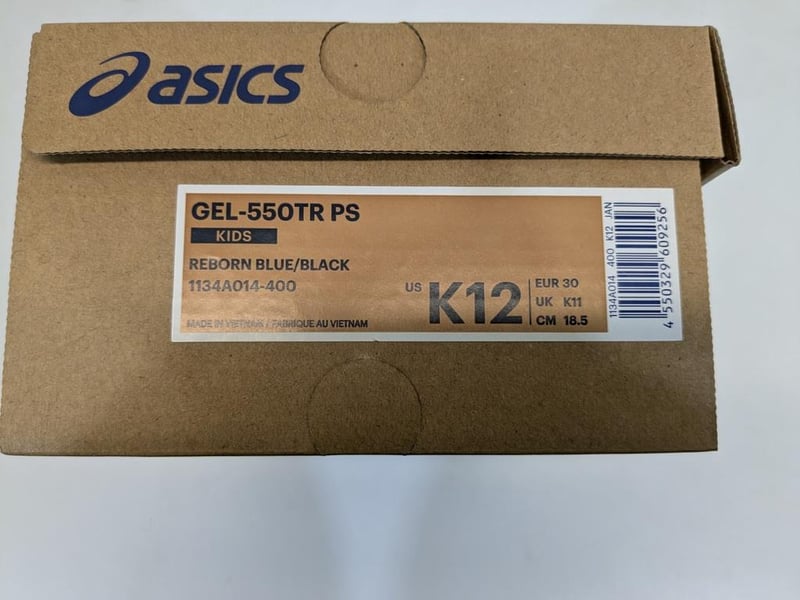 asics
GEL-550TR PS
KIDS
REBORN BLUE/BLACK
1134A014-400
MADE IN VIETNAM / FABRIQUE AU VIETNAM
US K12
EUR 30
UK K11
CM 18.5
1134A014 400 K12 JAN
4 550329 609256